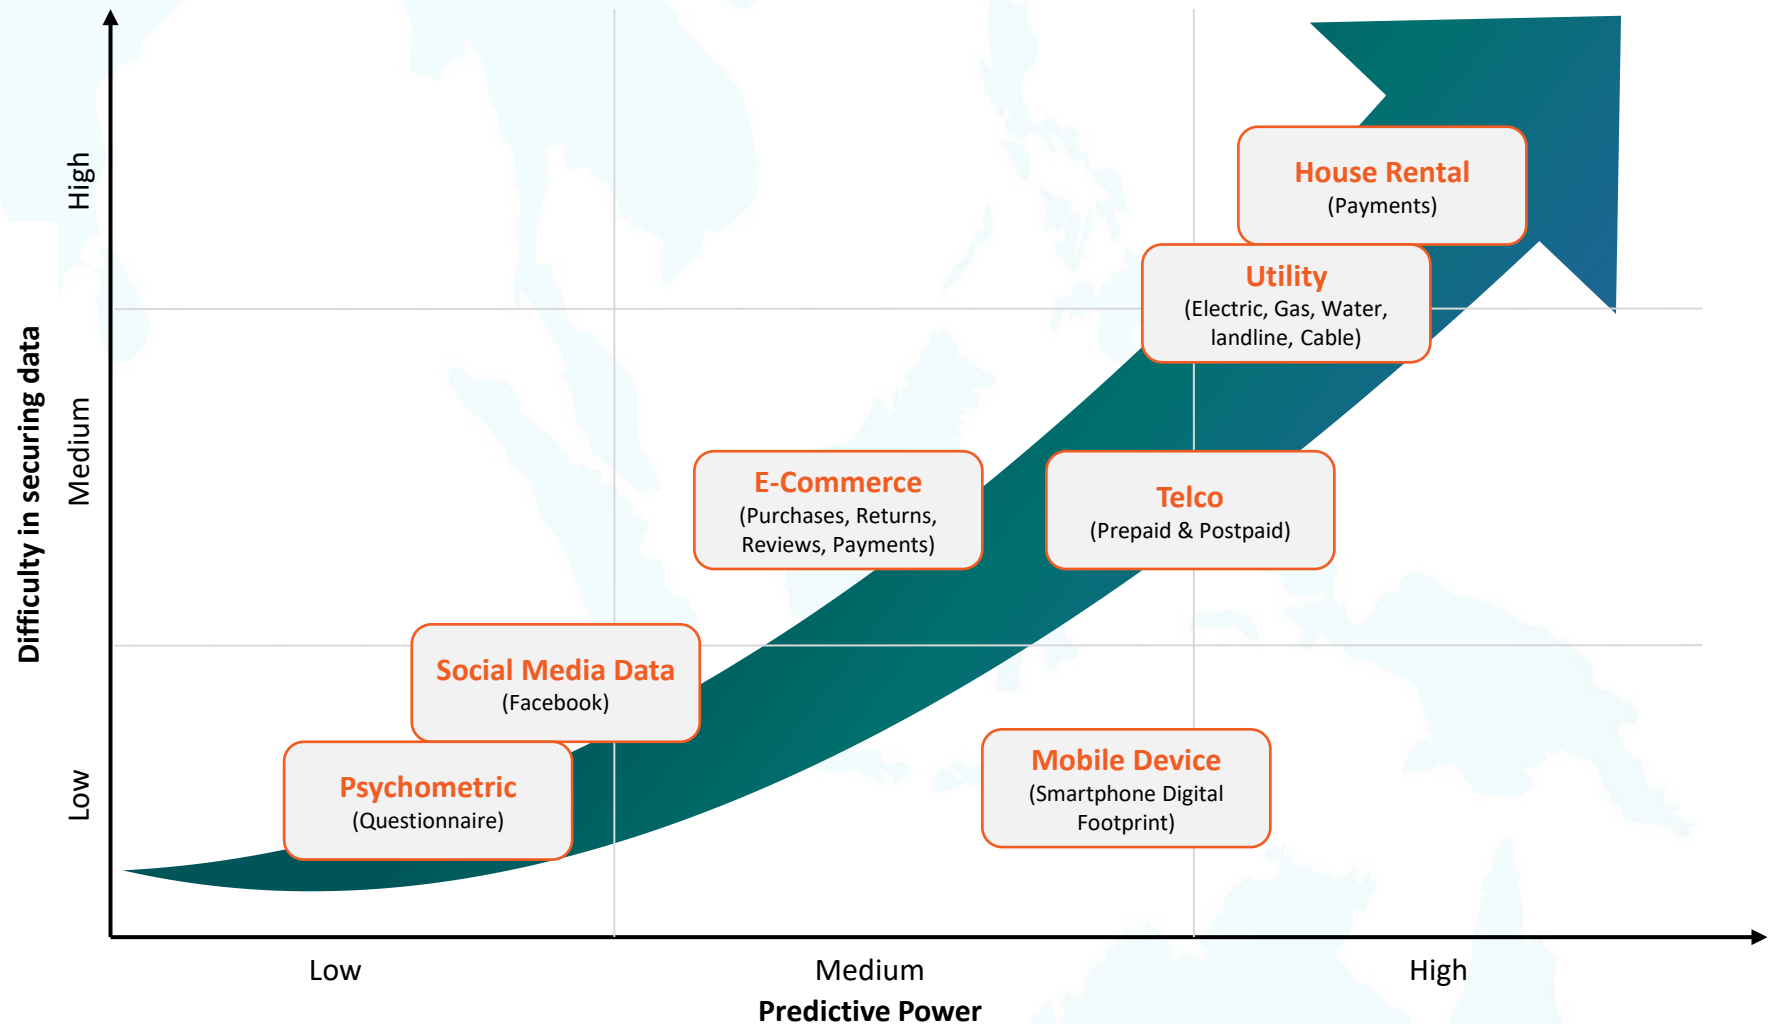 Difficulty in securing data
High
Medium
Low
House Rental
(Payments)
Utility
(Electric, Gas, Water,
landline, Cable)
E-Commerce
(Purchases, Returns,
Reviews, Payments)
Telco
(Prepaid & Postpaid)
Social Media Data
(Facebook)
Mobile Device
(Smartphone Digital
Footprint)
Psychometric
(Questionnaire)
Low
Medium
High
Predictive Power